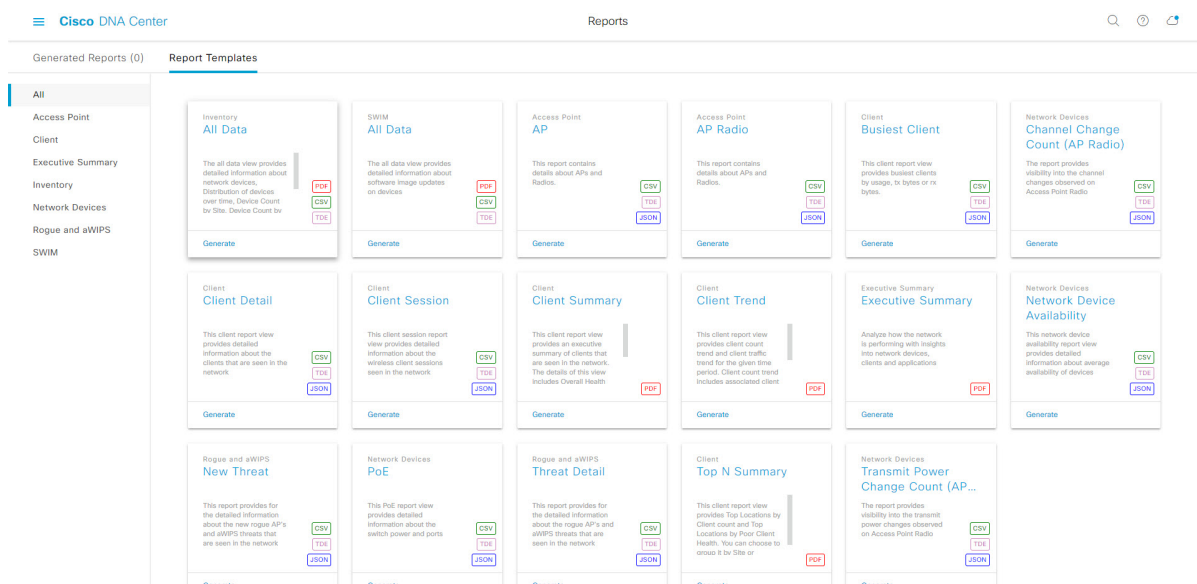 Cisco DNA Center
Reports
Generated Reports (0)
Report Templates
All
Access Point
Client
Executive Summary
Inventory
Network Devices
Rogue and aWIPS
SWIM
Inventory
All Data
The all data view provides
detailed information about
network devices,
Distribution of devices
over time, Device Count
by Site, Device Count by
PDF
CSV
TDE
Generate
SWIM
All Data
The all data view provides
detailed information about
software image updates
on devices
PDF
CSV
TDE
Generate
Access Point
AP
This report contains
details about APs and
Radios.
CSV
TDE
JSON
Generate
Access Point
AP Radio
This report contains
details about APs and
Radios.
CSV
TDE
JSON
Generate
Client
Busiest Client
This client report view
provides busiest clients
by usage, tx bytes or rx
bytes.
CSV
TDE
JSON
Generate
Network Devices
Channel Change
Count (AP Radio)
The report provides
visibility into the channel
changes observed on
Access Point Radio
CSV
TDE
JSON
Generate
Client
Client Detail
This client report view
provides detailed
information about the
clients that are seen in the
network
CSV
TDE
JSON
Generate
Client
Client Session
This client session report
view provides detailed
information about the
wireless client sessions
seen in the network
CSV
TDE
JSON
Generate
Client
Client Summary
This client report view
provides an executive
summary of clients that
are seen in the network.
The details of this view
includes Overall Health
PDF
Generate
Client
Client Trend
This client report view
provides client count
trend and client traffic
trend for the given time
period. Client count trend
includes associated client
PDF
Generate
Executive Summary
Executive Summary
Analyze how the network
is performing with insights
into network devices,
clients and applications
PDF
Generate
Network Devices
Network Device
Availability
This network device
availability report view
provides detailed
information about average
availability of devices
CSV
TDE
JSON
Generate
Rogue and aWIPS
New Threat
This report provides for
the detailed information
about the new rogue AP's
and aWIPS threats that
are seen in the network
CSV
TDE
JSON
Network Devices
PoE
This PoE report view
provides detailed
information about the
switch power and ports
CSV
TDE
JSON
Rogue and aWIPS
Threat Detail
This report provides for
the detailed information
about the rogue AP's and
aWIPS threats that are
seen in the network
CSV
TDE
JSON
Client
Top N Summary
This client report view
provides Top Locations by
Client count and Top
Locations by Poor Client
Health. You can choose to
group it by Site or
PDF
Network Devices
Transmit Power
Change Count (AP...
The report provides
visibility into the transmit
power changes observed
on Access Point Radio
CSV
TDE
JSON